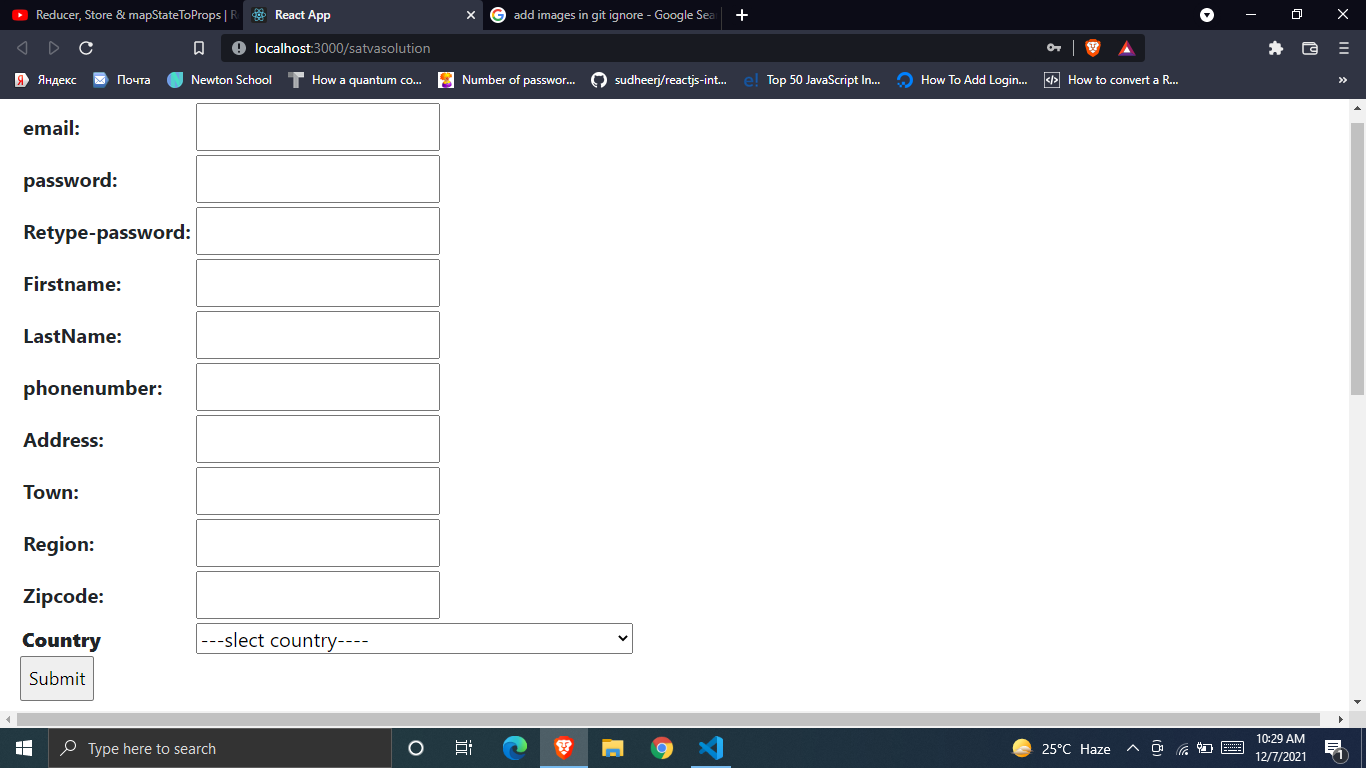 Reducer, Store & mapStateToProps | R
React App
add images in git ignore - Google Sea
localhost:3000/satvasolution
Яндекс
Почта
Newton School
How a quantum co...
Number of passwor...
sudheerj/reactjs-int...
Top 50 JavaScript In...
How To Add Login...
How to convert a R...
»
email:
password:
Retype-password:
Firstname:
LastName:
phonenumber:
Address:
Town:
Region:
Zipcode:
Country ---slect country----
Submit
Type here to search
25°C Haze
10:29 AM
12/7/2021
1